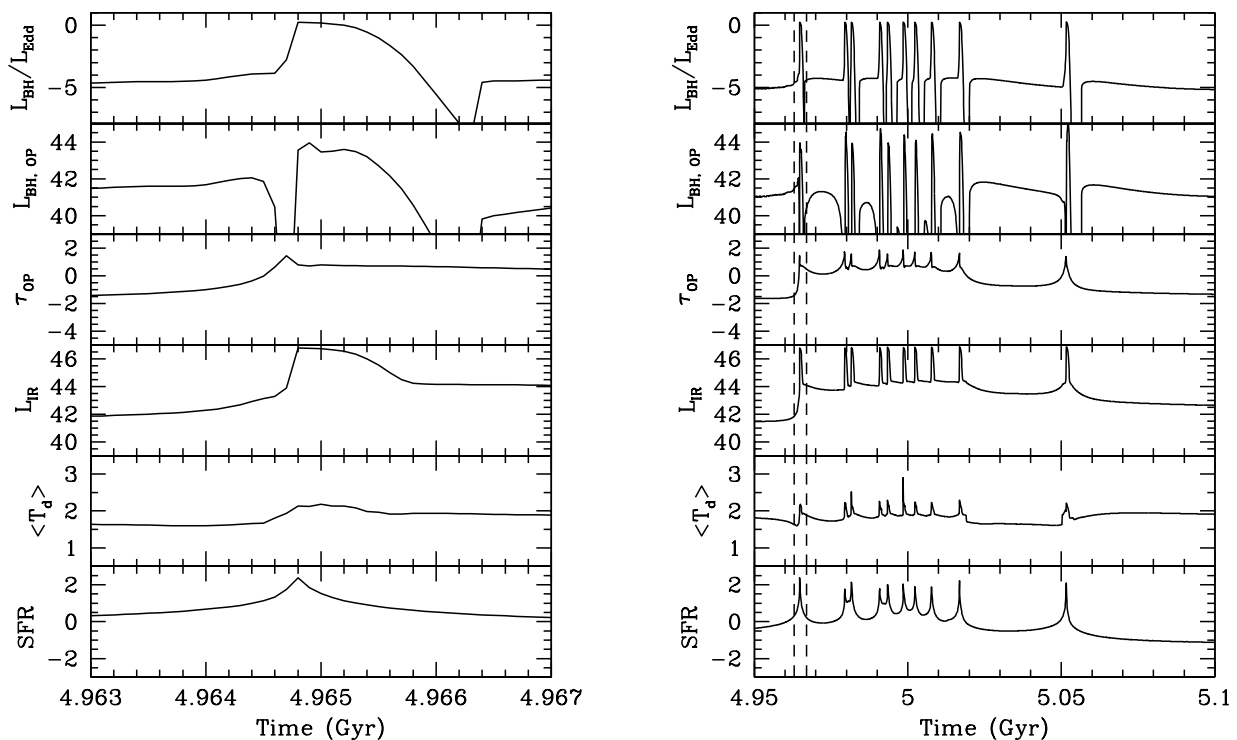 L_BH/L_Edd
0
−5
L_BH, OP
44
42
40
τ_OP
2
0
−2
−4
L_IR
46
44
42
40
<T_d>
3
2
1
SFR
2
0
−2
4.963 4.964 4.965 4.966 4.967
Time (Gyr)
L_BH/L_Edd
0
−5
L_BH, OP
44
42
40
τ_OP
2
0
−2
−4
L_IR
46
44
42
40
<T_d>
3
2
1
SFR
2
0
−2
4.95 5 5.05 5.1
Time (Gyr)